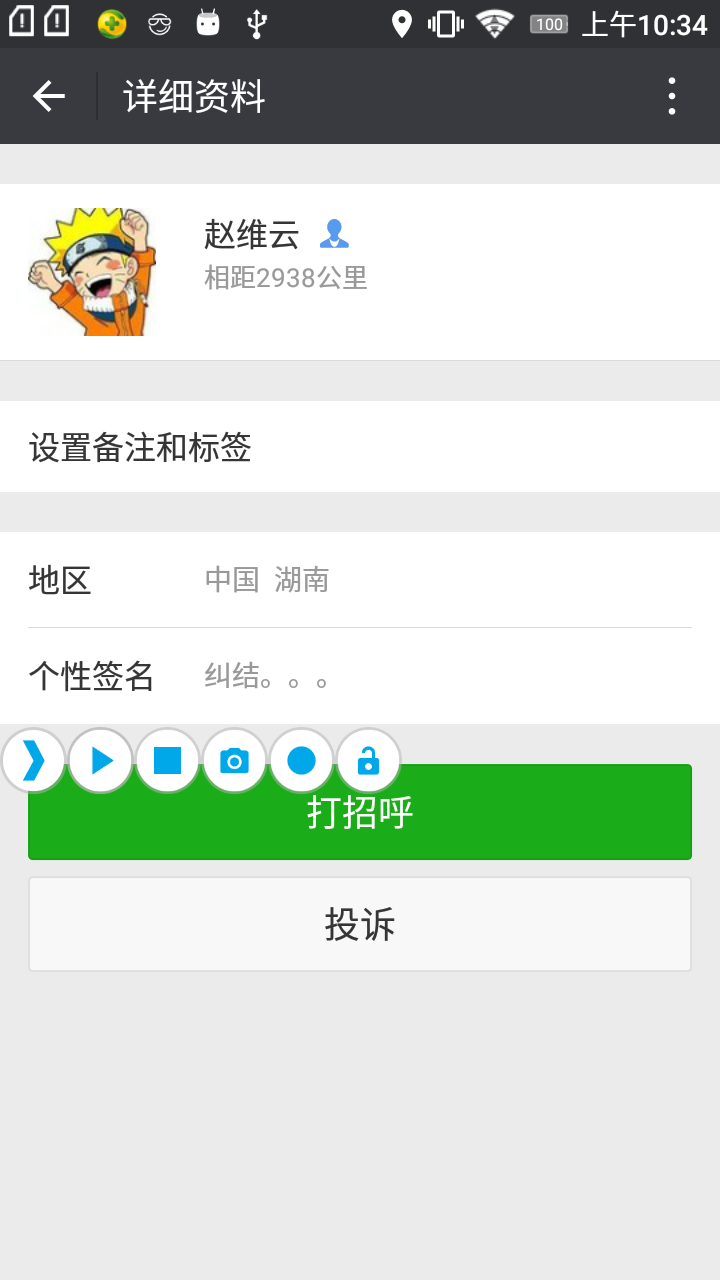 100 上午10:34
详细资料
赵维云
相距2938公里
设置备注和标签
地区 中国 湖南
个性签名 纠结。。。
打招呼
投诉